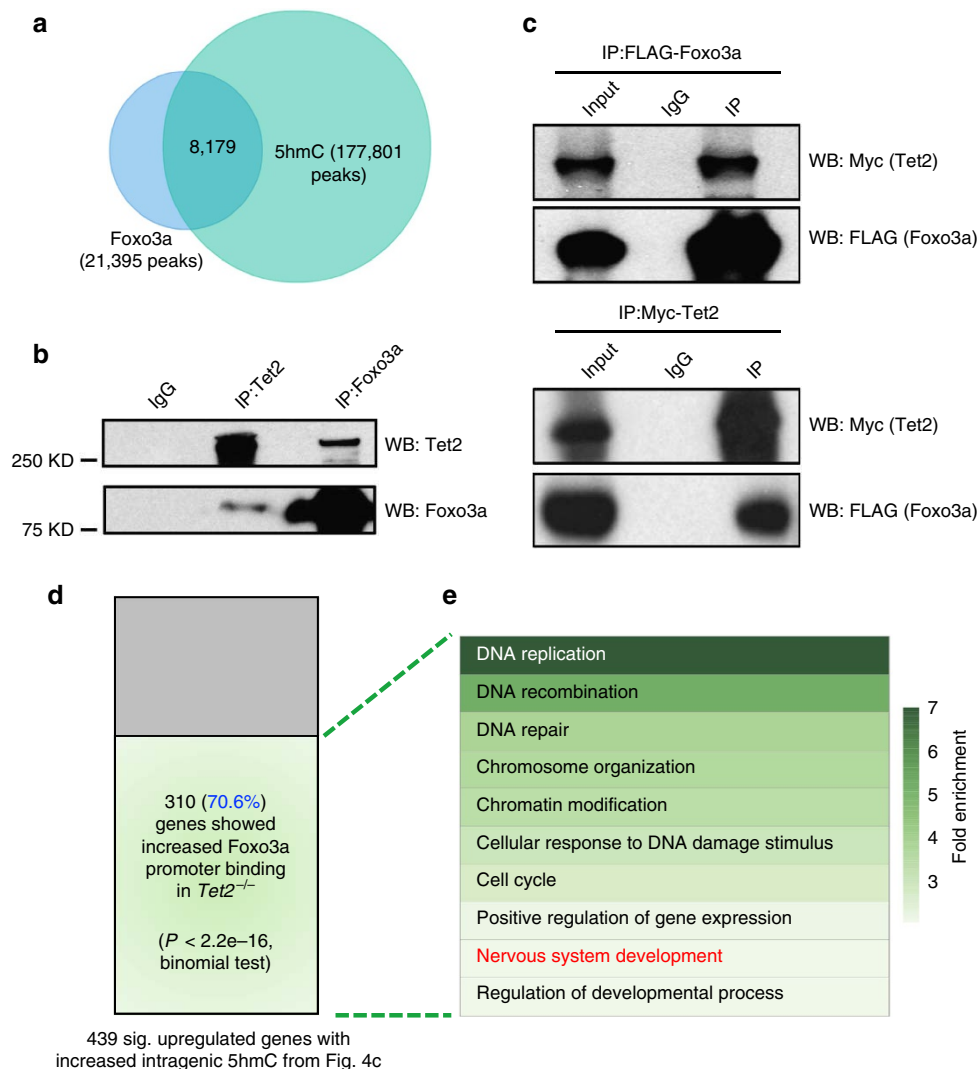 a
8,179
5hmC (177,801
peaks)
Foxo3a
(21,395 peaks)
b
IgG
IP:Tet2
IP:Foxo3a
250 KD
WB: Tet2
75 KD
WB: Foxo3a
c
IP:FLAG-Foxo3a
Input
IgG
IP
WB: Myc (Tet2)
WB: FLAG (Foxo3a)
IP:Myc-Tet2
Input
IgG
IP
WB: Myc (Tet2)
WB: FLAG (Foxo3a)
d
310 (70.6%)
genes showed
increased Foxo3a
promoter binding
in Tet2–/–
(P < 2.2e–16,
binomial test)
439 sig. upregulated genes with
increased intragenic 5hmC from Fig. 4c
e
DNA replication
DNA recombination
DNA repair
Chromosome organization
Chromatin modification
Cellular response to DNA damage stimulus
Cell cycle
Positive regulation of gene expression
Nervous system development
Regulation of developmental process
7
6
5
4
3
Fold enrichment